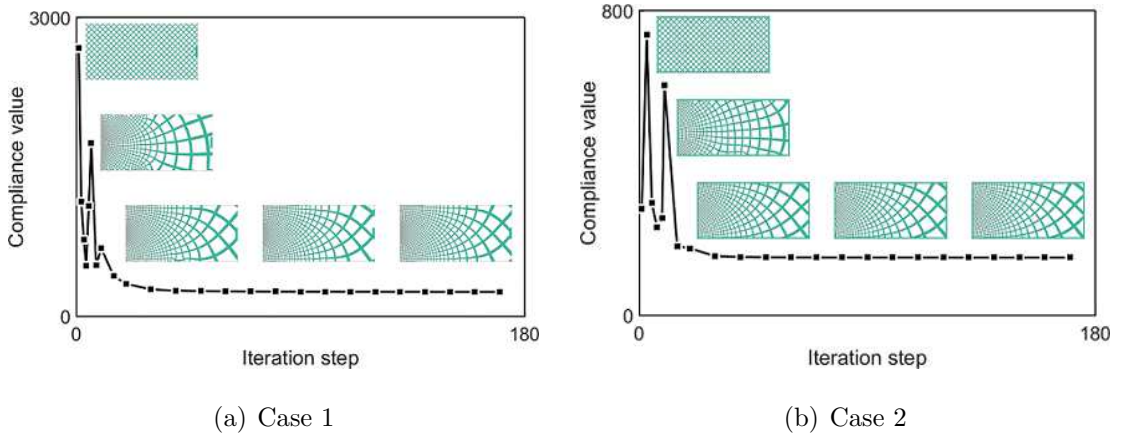 3000
Compliance value
0
0
180
Iteration step
(a) Case 1
800
Compliance value
0
0
180
Iteration step
(b) Case 2